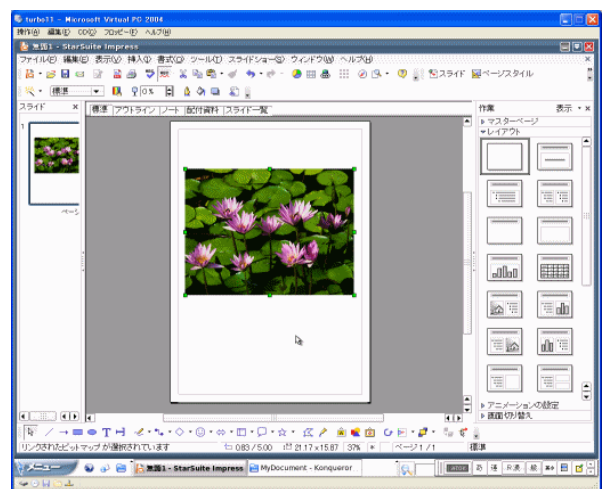 turbo11 - Microsoft Virtual PC 2004
操作(A) 編集(E) CD(C) フロッピー(F) ヘルプ(H)
無題1 - StarSuite Impress
ファイル(F) 編集(E) 表示(V) 挿入(I) 書式(O) ツール(T) スライドショー(S) ウィンドウ(W) ヘルプ(H)
スライド ページスタイル
標準 0%
スライド 標準 アウトライン ノート 配付資料 スライド一覧 作業 表示
マスターページ
レイアウト
1
ページ
アニメーションの設定
画面切り替え
リンクされたビットマップ が選択されています 0.83 / 5.00 21.17 x 15.87 37% * ページ1 / 1 標準
メニュー 無題1 - StarSuite Impress MyDocument - Konqueror